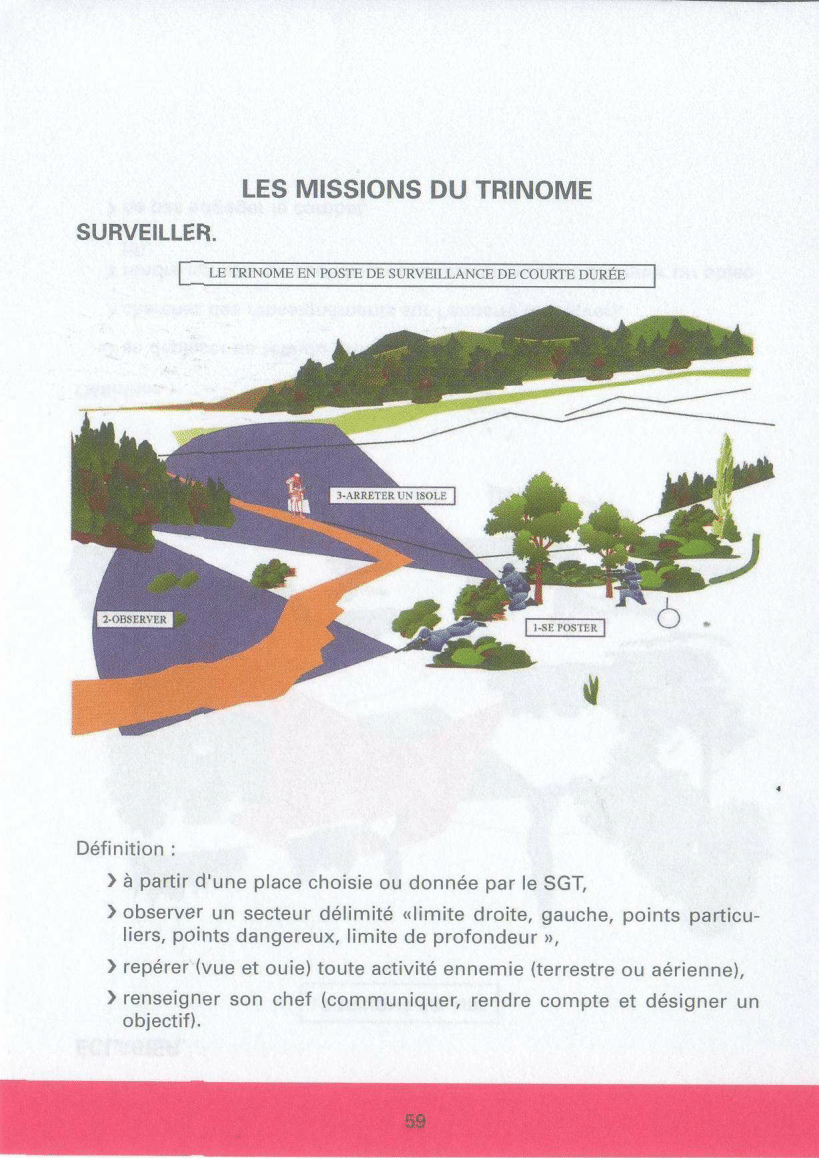 LES MISSIONS DU TRINOME
SURVEILLER.
LE TRINOME EN POSTE DE SURVEILLANCE DE COURTE DURÉE
3-ARRETER UN ISOLE
2-OBSERVER
1-SE POSTER
Définition :
❯ à partir d'une place choisie ou donnée par le SGT,
❯ observer un secteur délimité «limite droite, gauche, points particu-
liers, points dangereux, limite de profondeur »,
❯ repérer (vue et ouie) toute activité ennemie (terrestre ou aérienne),
❯ renseigner son chef (communiquer, rendre compte et désigner un
objectif).
59